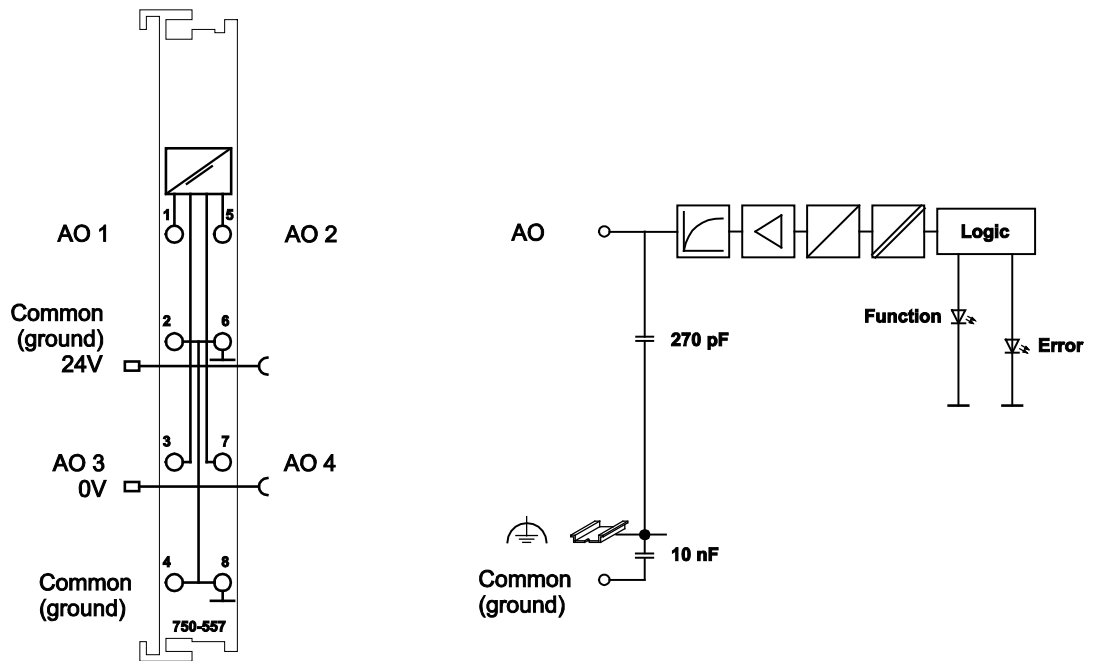 1
5
AO 1
AO 2
2
6
Common
(ground)
24V
3
7
AO 3
AO 4
0V
4
8
Common
(ground)
750-557
AO
Logic
Function
270 pF
Error
10 nF
Common
(ground)